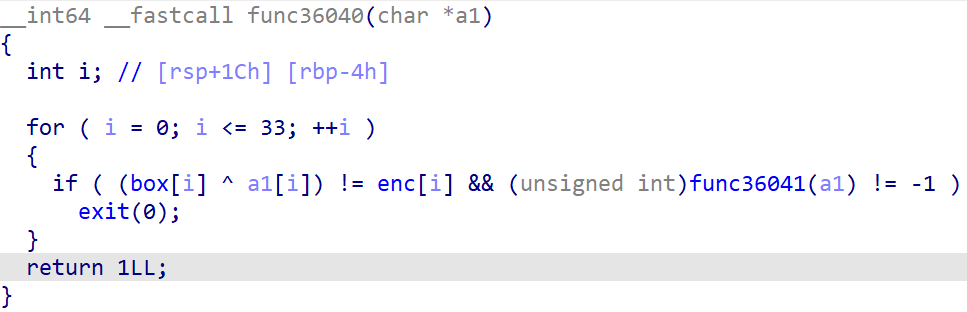 __int64 __fastcall func36040(char *a1)
{
  int i; // [rsp+1Ch] [rbp-4h]

  for ( i = 0; i <= 33; ++i )
  {
    if ( (box[i] ^ a1[i]) != enc[i] && (unsigned int)func36041(a1) != -1 )
      exit(0);
  }
  return 1LL;
}